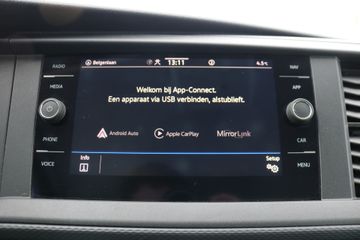 Belgenlaan 13:11 4.5°C
RADIO
MEDIA
PHONE
VOICE
Welkom bij App-Connect.
Een apparaat via USB verbinden, alstublieft.
Android Auto Apple CarPlay MirrorLink
Info Setup
NAV
APP
CAR
MENU